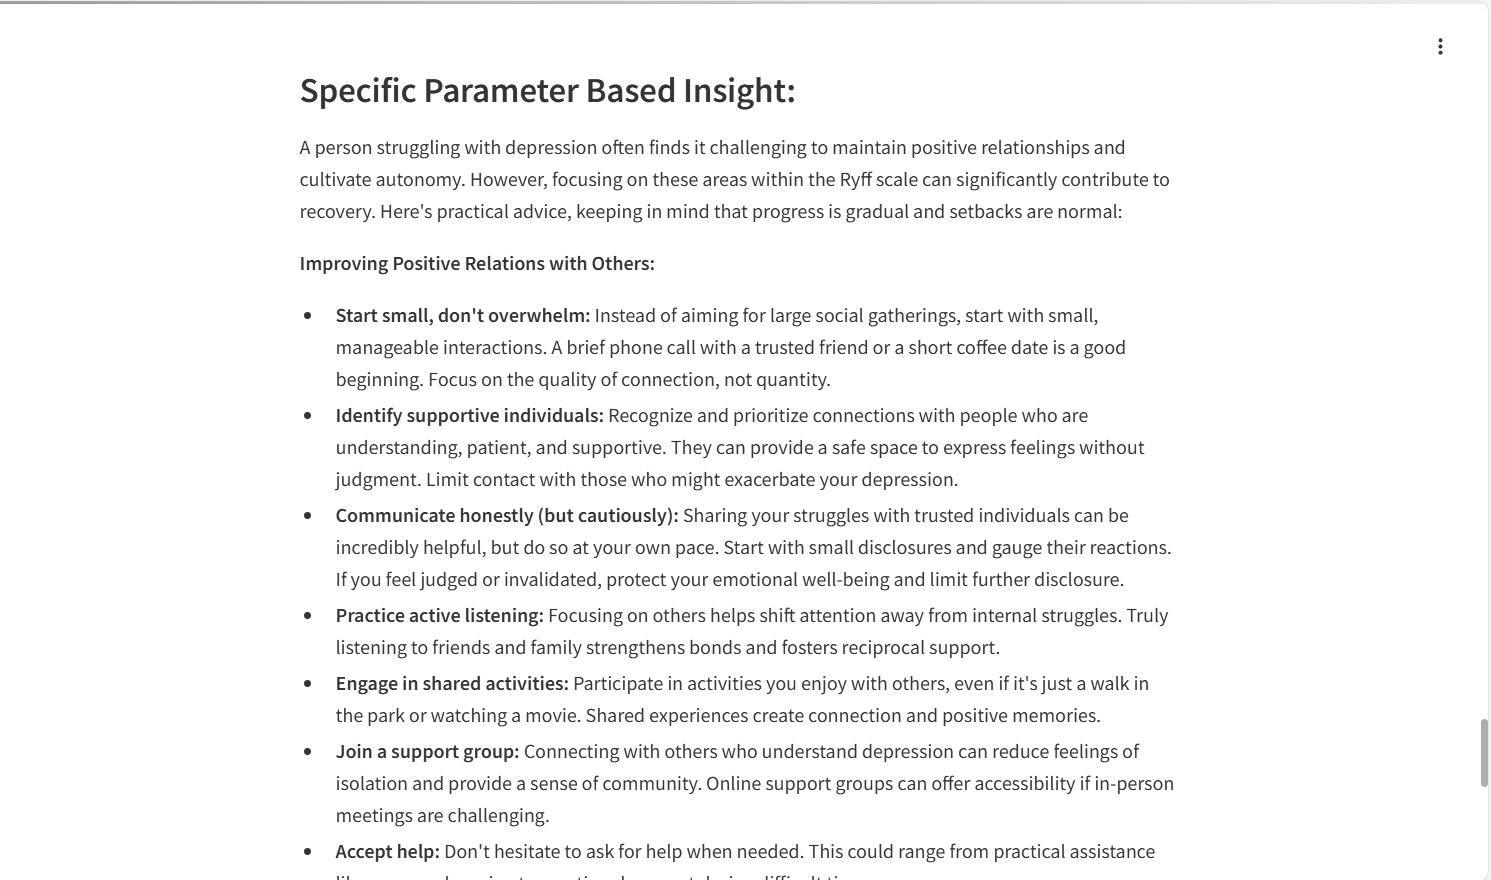 Specific Parameter Based Insight:
A person struggling with depression often finds it challenging to maintain positive relationships and
cultivate autonomy. However, focusing on these areas within the Ryff scale can significantly contribute to
recovery. Here's practical advice, keeping in mind that progress is gradual and setbacks are normal:
Improving Positive Relations with Others:
Start small, don't overwhelm: Instead of aiming for large social gatherings, start with small,
manageable interactions. A brief phone call with a trusted friend or a short coffee date is a good
beginning. Focus on the quality of connection, not quantity.
Identify supportive individuals: Recognize and prioritize connections with people who are
understanding, patient, and supportive. They can provide a safe space to express feelings without
judgment. Limit contact with those who might exacerbate your depression.
Communicate honestly (but cautiously): Sharing your struggles with trusted individuals can be
incredibly helpful, but do so at your own pace. Start with small disclosures and gauge their reactions.
If you feel judged or invalidated, protect your emotional well-being and limit further disclosure.
Practice active listening: Focusing on others helps shift attention away from internal struggles. Truly
listening to friends and family strengthens bonds and fosters reciprocal support.
Engage in shared activities: Participate in activities you enjoy with others, even if it's just a walk in
the park or watching a movie. Shared experiences create connection and positive memories.
Join a support group: Connecting with others who understand depression can reduce feelings of
isolation and provide a sense of community. Online support groups can offer accessibility if in-person
meetings are challenging.
Accept help: Don't hesitate to ask for help when needed. This could range from practical assistance